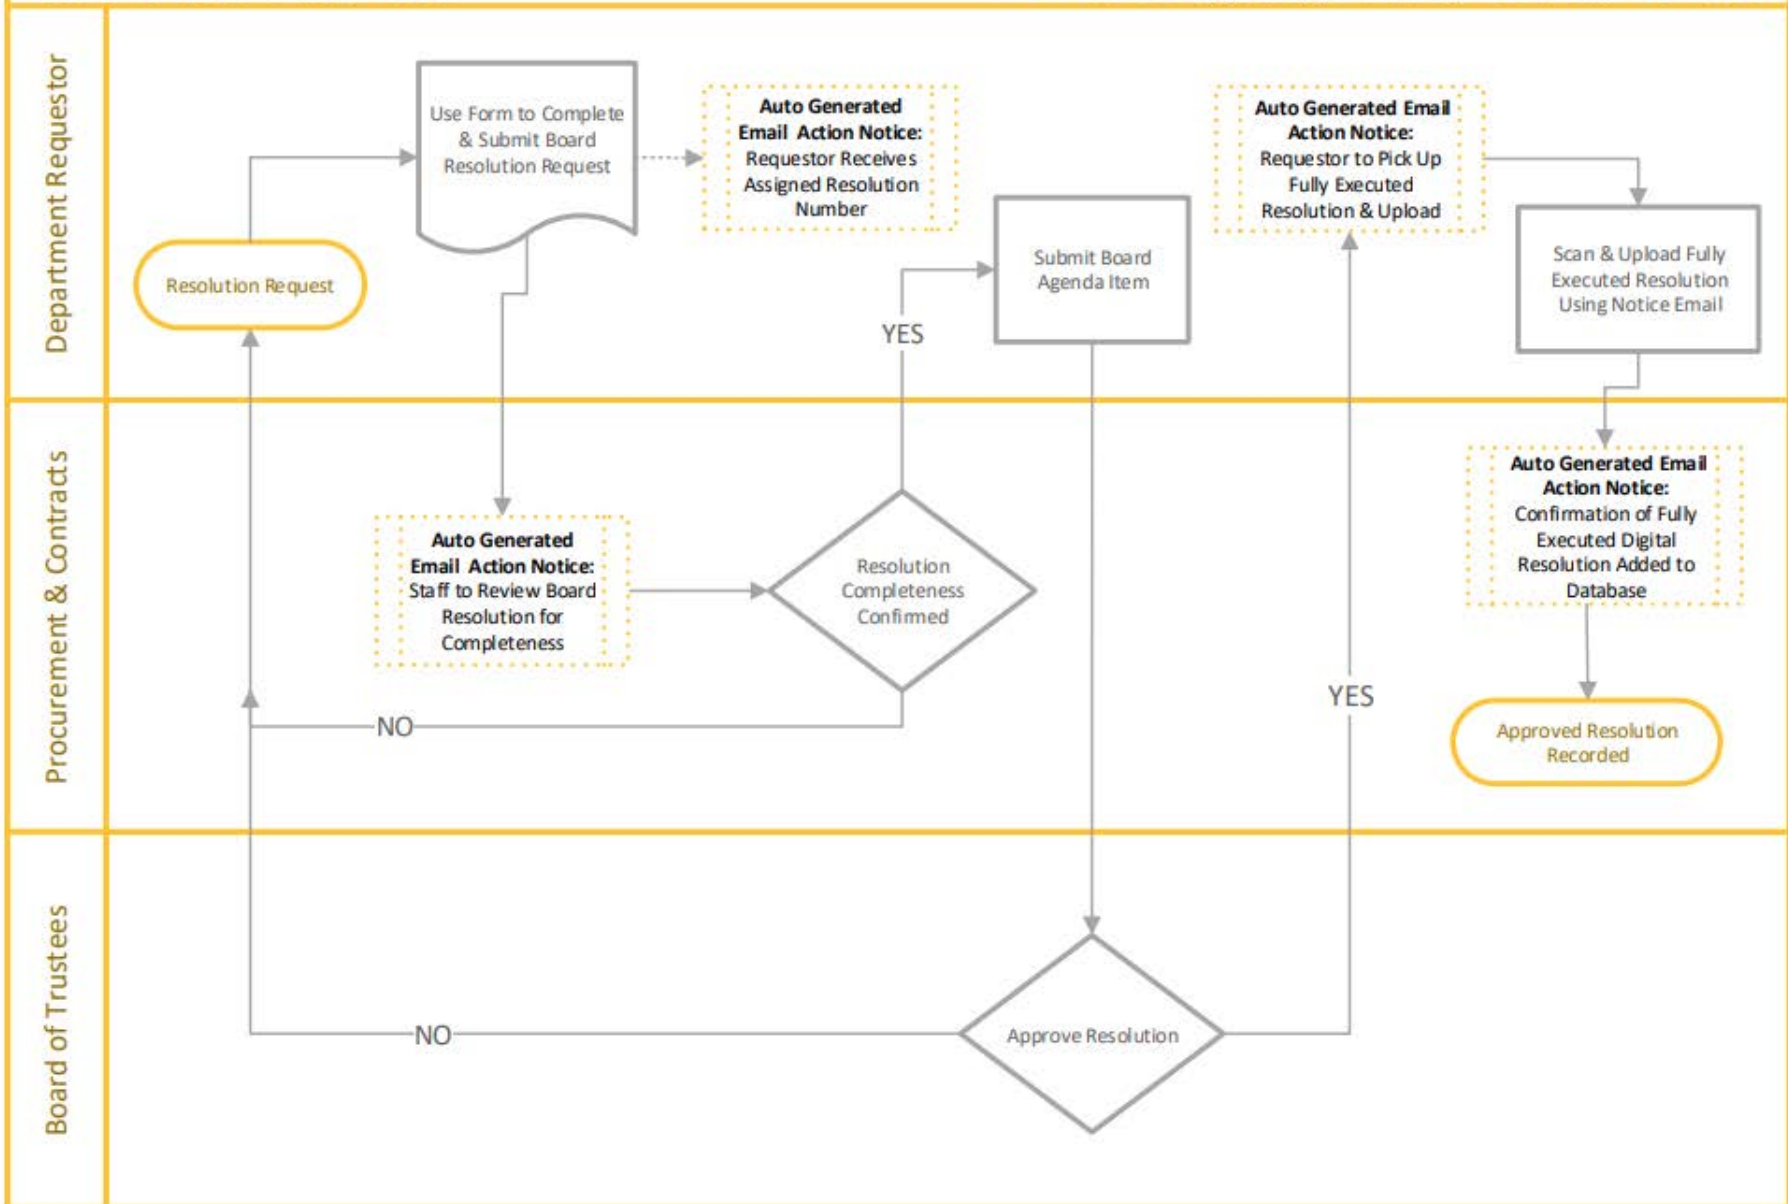 Department Requestor
Use Form to Complete
& Submit Board
Resolution Request
Auto Generated
Email Action Notice:
Requestor Receives
Assigned Resolution
Number
Auto Generated Email
Action Notice:
Requestor to Pick Up
Fully Executed
Resolution & Upload
Resolution Request
Submit Board
Agenda Item
Scan & Upload Fully
Executed Resolution
Using Notice Email
YES
Procurement & Contracts
Auto Generated
Email Action Notice:
Staff to Review Board
Resolution for
Completeness
Resolution
Completeness
Confirmed
Auto Generated Email
Action Notice:
Confirmation of Fully
Executed Digital
Resolution Added to
Database
YES
NO
Approved Resolution
Recorded
Board of Trustees
NO
Approve Resolution